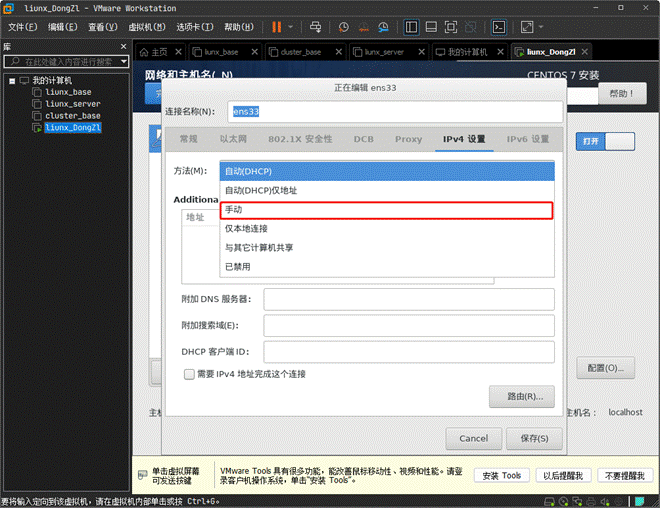 liunx_DongZl - VMware Workstation
文件(F) 编辑(E) 查看(V) 虚拟机(M) 选项卡(T) 帮助(H)
库
在此处键入内容进行搜索
我的计算机
liunx_base
liunx_server
cluster_base
liunx_DongZl
主页 liunx_base cluster_base liunx_server 我的计算机 liunx_DongZl
网络和主机名(_N) CENTOS 7 安装
完 帮助！
正在编辑 ens33
连接名称(N): ens33
常规 以太网 802.1X 安全性 DCB Proxy IPv4 设置 IPv6 设置
打开
方法(M): 自动(DHCP)
自动(DHCP)仅地址
Additiona
手动
地址
仅本地连接
与其它计算机共享
已禁用
附加 DNS 服务器:
附加搜索域(E):
DHCP 客户端 ID:
需要 IPv4 地址完成这个连接
配置(O)...
路由(R)...
主机名： localhost
Cancel 保存(S)
单击虚拟屏幕
可发送按键
VMware Tools 具有很多功能，能改善鼠标移动性、视频和性能。请登
录客户机操作系统，单击"安装 Tools"。
安装 Tools 以后提醒我 不要提醒我
要将输入定向到该虚拟机，请在虚拟机内部单击或按 Ctrl+G。